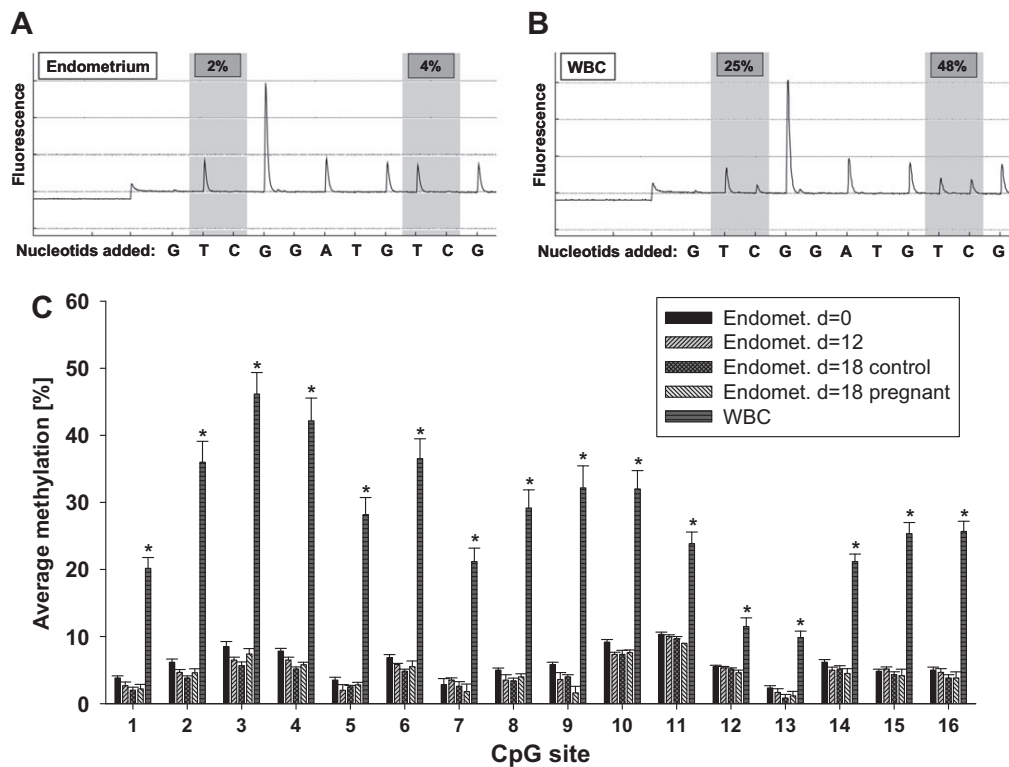 A
Endometrium
2%
4%
Fluorescence
Nucleotids added: G T C G G A T G T C G
B
WBC
25%
48%
Fluorescence
Nucleotids added: G T C G G A T G T C G
C
60
50
40
30
20
10
0
Average methylation [%]
Endomet. d=0
Endomet. d=12
Endomet. d=18 control
Endomet. d=18 pregnant
WBC
* * * * * * * * * * * * * * * *
1 2 3 4 5 6 7 8 9 10 11 12 13 14 15 16
CpG site